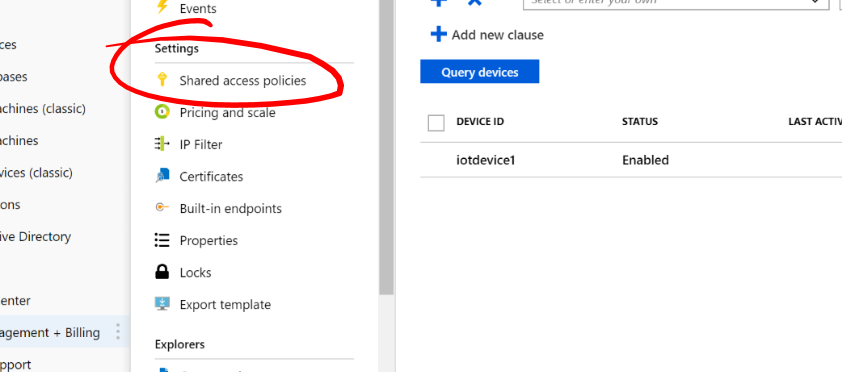 Events
Settings
Shared access policies
Pricing and scale
IP Filter
Certificates
Built-in endpoints
Properties
Locks
Export template
Explorers
ces
bases
achines (classic)
achines
vices (classic)
ons
ive Directory
enter
agement + Billing
pport
Select or enter your own
Add new clause
Query devices
DEVICE ID STATUS LAST ACTIV
iotdevice1 Enabled